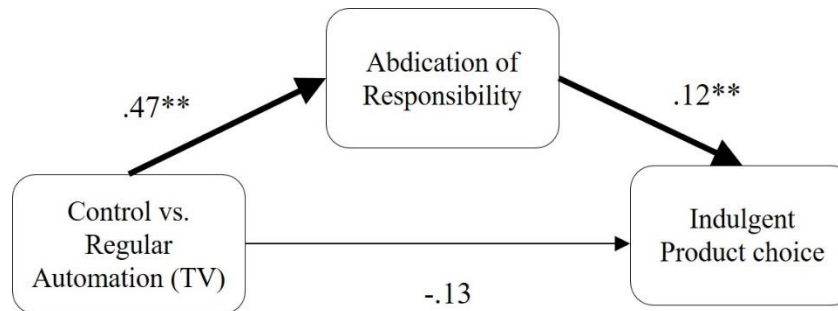 Abdication of
Responsibility
.47**
.12**
Control vs.
Regular
Automation (TV)
Indulgent
Product choice
-.13